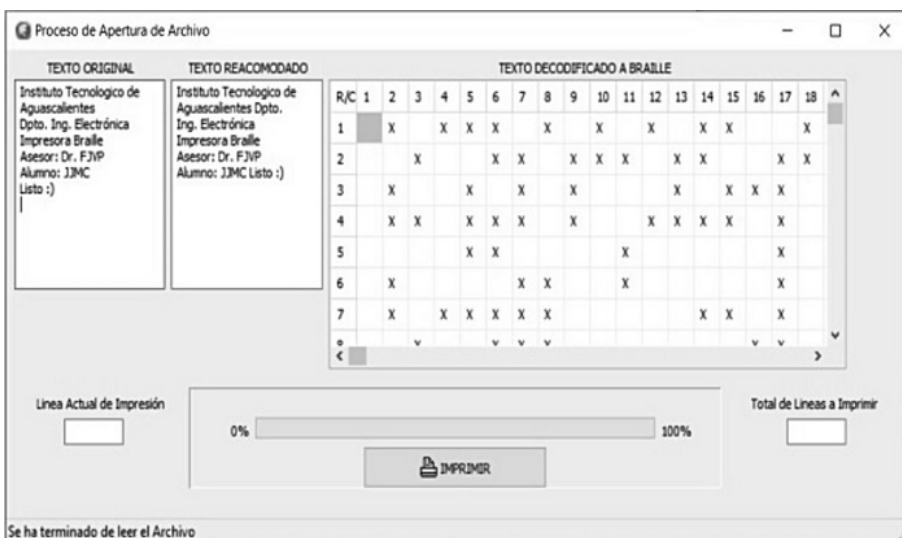 Proceso de Apertura de Archivo
TEXTO ORIGINAL
Instituto Tecnologico de
Aguascalientes
Dpto. Ing. Electrónica
Impresora Braille
Asesor: Dr. FJVP
Alumno: JJMC
Listo :)
TEXTO REACOMODADO
Instituto Tecnologico de
Aguascalientes Dpto.
Ing. Electrónica
Impresora Braille
Asesor: Dr. FJVP
Alumno: JJMC Listo :)
TEXTO DECODIFICADO A BRAILLE
R/C 1 2 3 4 5 6 7 8 9 10 11 12 13 14 15 16 17 18
1 X X X X X X X X X X
2 X X X X X X X X X X
3 X X X X X X X X
4 X X X X X X X X X X X
5 X X X X
6 X X X X X
7 X X X X X X X X X
Linea Actual de Impresión
0%
100%
IMPRIMIR
Total de Lineas a Imprimir
Se ha terminado de leer el Archivo